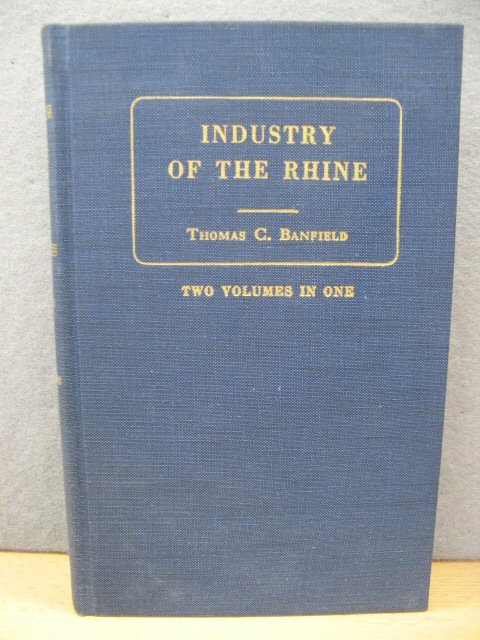 INDUSTRY
OF THE RHINE
THOMAS C. BANFIELD
TWO VOLUMES IN ONE